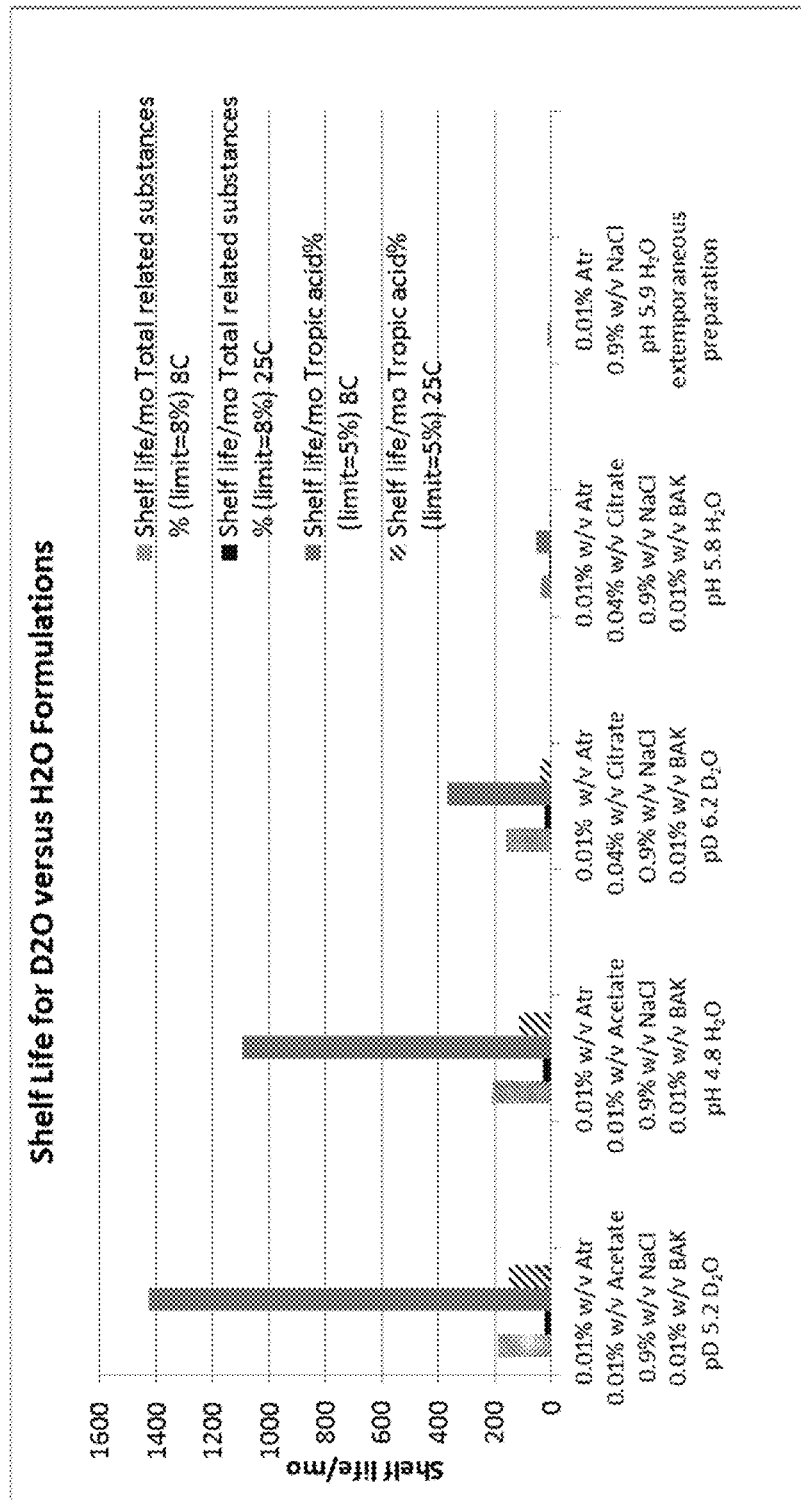 Shelf Life for D2O versus H2O Formulations
Shelf life/mo
1600
1400
1200
1000
800
600
400
200
0
Shelf life/mo Total related substances
% (limit=8%) 8C
Shelf life/mo Total related substances
% (limit=8%) 25C
Shelf life/mo Tropic acid%
(limit=5%) 8C
Shelf life/mo Tropic acid%
(limit=5%) 25C
0.01% w/v Atr
0.01% w/v Acetate
0.9% w/v NaCl
0.01% w/v BAK
pD 5.2 D₂O
0.01% w/v Atr
0.01% w/v Acetate
0.9% w/v NaCl
0.01% w/v BAK
pH 4.8 H₂O
0.01% w/v Atr
0.04% w/v Citrate
0.9% w/v NaCl
0.01% w/v BAK
pD 6.2 D₂O
0.01% w/v Atr
0.04% w/v Citrate
0.9% w/v NaCl
0.01% w/v BAK
pH 5.8 H₂O
0.01% Atr
0.9% w/v NaCl
pH 5.9 H₂O
extemporaneous
preparation